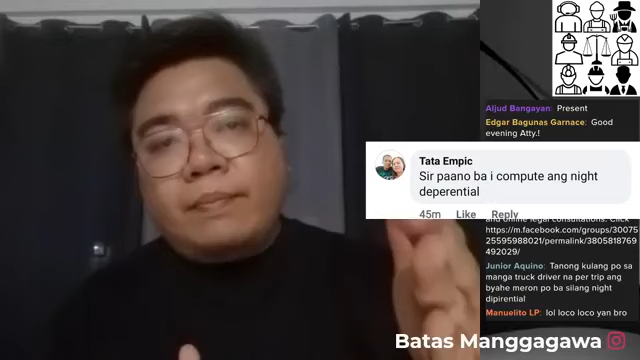 Aljud Bangayan: Present
Edgar Bagunas Garnace: Good
evening Atty.!
Tata Empic
Sir paano ba i compute ang night
deperential
45m Like Reply
and online legal consultations. Click
https://m.facebook.com/groups/30075
25595988021/permalink/3805818769
492029/
Junior Aquino: Tanong kulang po sa
manga truck driver na per trip ang
byahe meron po ba silang night
dipirential
Manuelito LP: lol loco loco yan bro
Batas Manggagawa